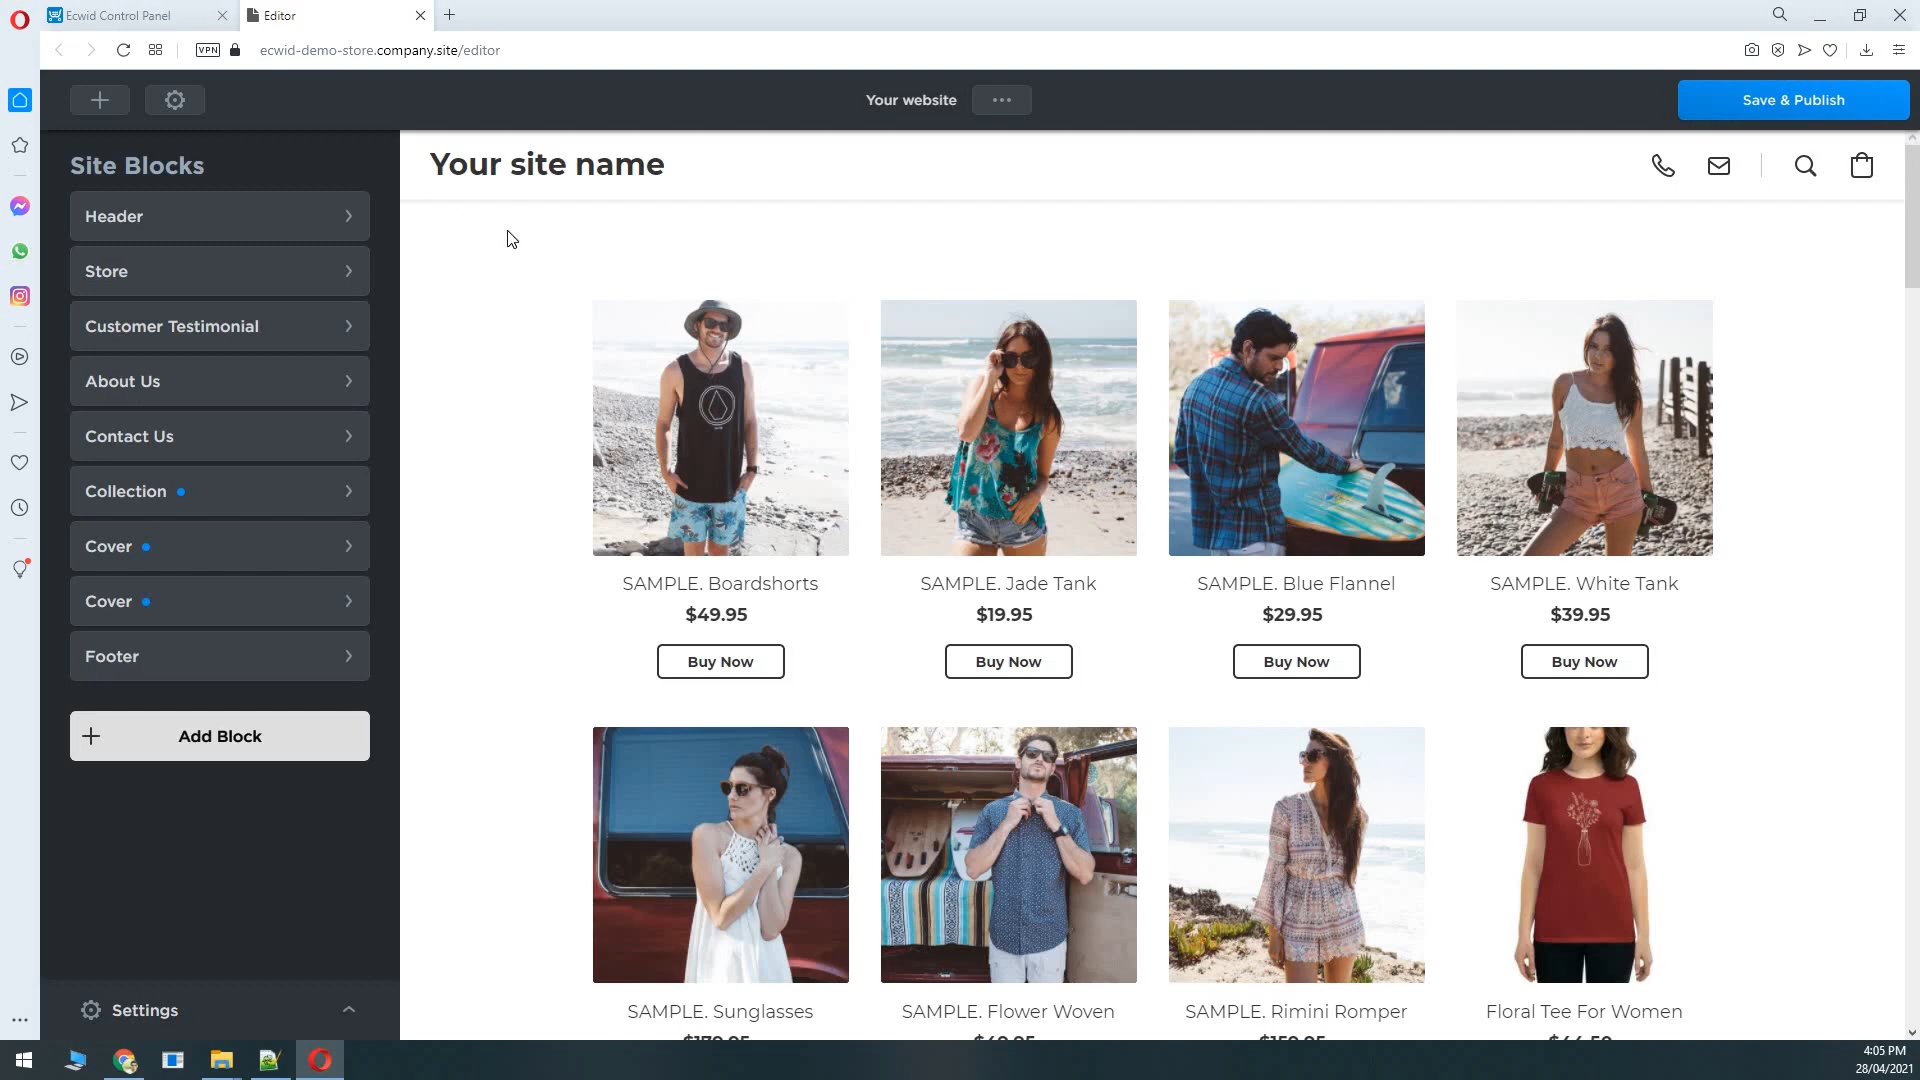 Ecwid Control Panel
Editor
VPN
ecwid-demo-store.company.site/editor
Your website
Save & Publish
Site Blocks
Header
Store
Customer Testimonial
About Us
Contact Us
Collection
Cover
Cover
Footer
Add Block
Settings
Your site name
SAMPLE. Boardshorts
$49.95
Buy Now
SAMPLE. Jade Tank
$19.95
Buy Now
SAMPLE. Blue Flannel
$29.95
Buy Now
SAMPLE. White Tank
$39.95
Buy Now
SAMPLE. Sunglasses
SAMPLE. Flower Woven
SAMPLE. Rimini Romper
Floral Tee For Women
4:05 PM
28/04/2021